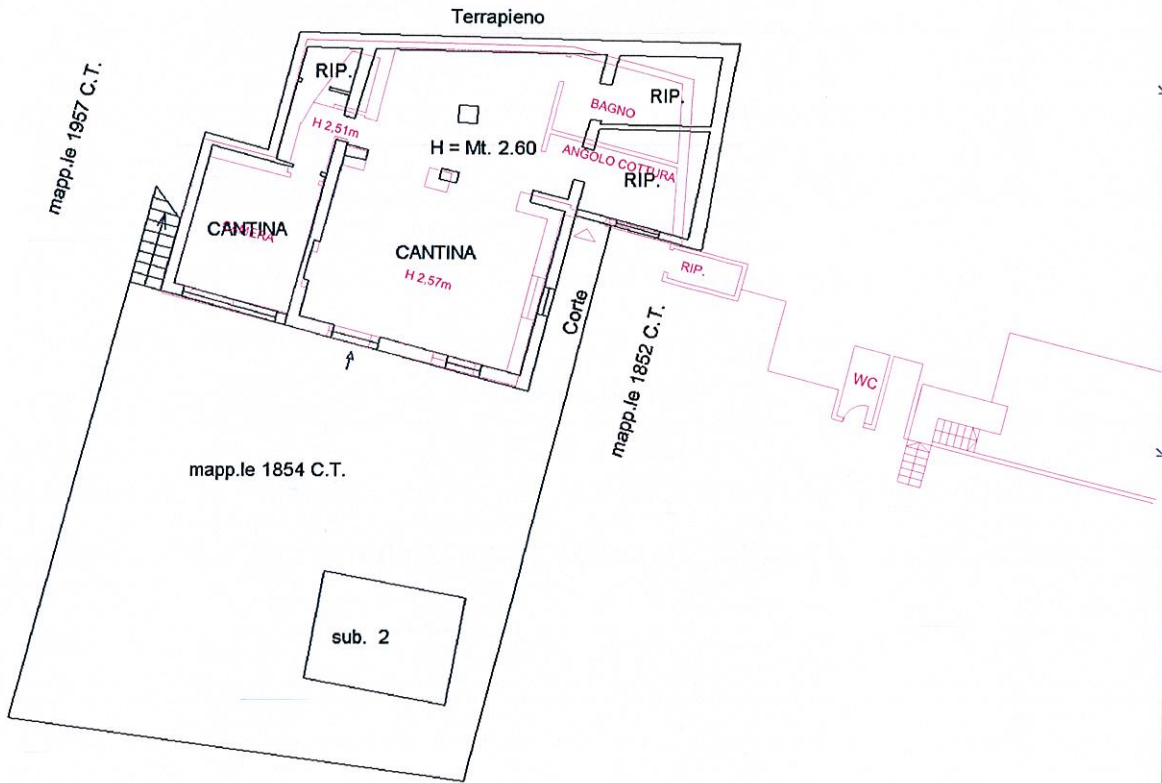 Terrapieno
mapp.le 1957 C.T.
RIP.
RIP.
BAGNO
H 2,51m
H = Mt. 2.60
ANGOLO COTTURA
RIP.
CANTINA
CANTINA
H 2,57m
RIP.
Corte
mapp.le 1852 C.T.
WC
mapp.le 1854 C.T.
sub. 2